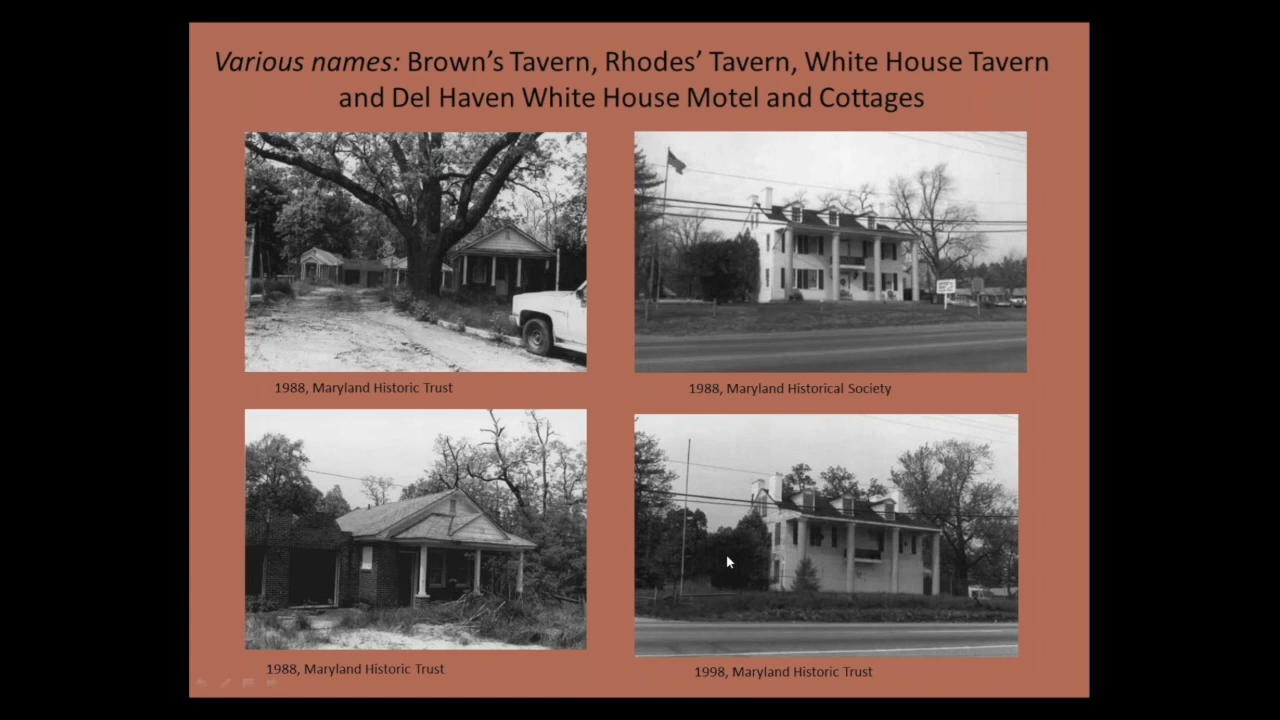 Various names: Brown’s Tavern, Rhodes’ Tavern, White House Tavern
and Del Haven White House Motel and Cottages
1988, Maryland Historic Trust
1988, Maryland Historical Society
1988, Maryland Historic Trust
1998, Maryland Historic Trust